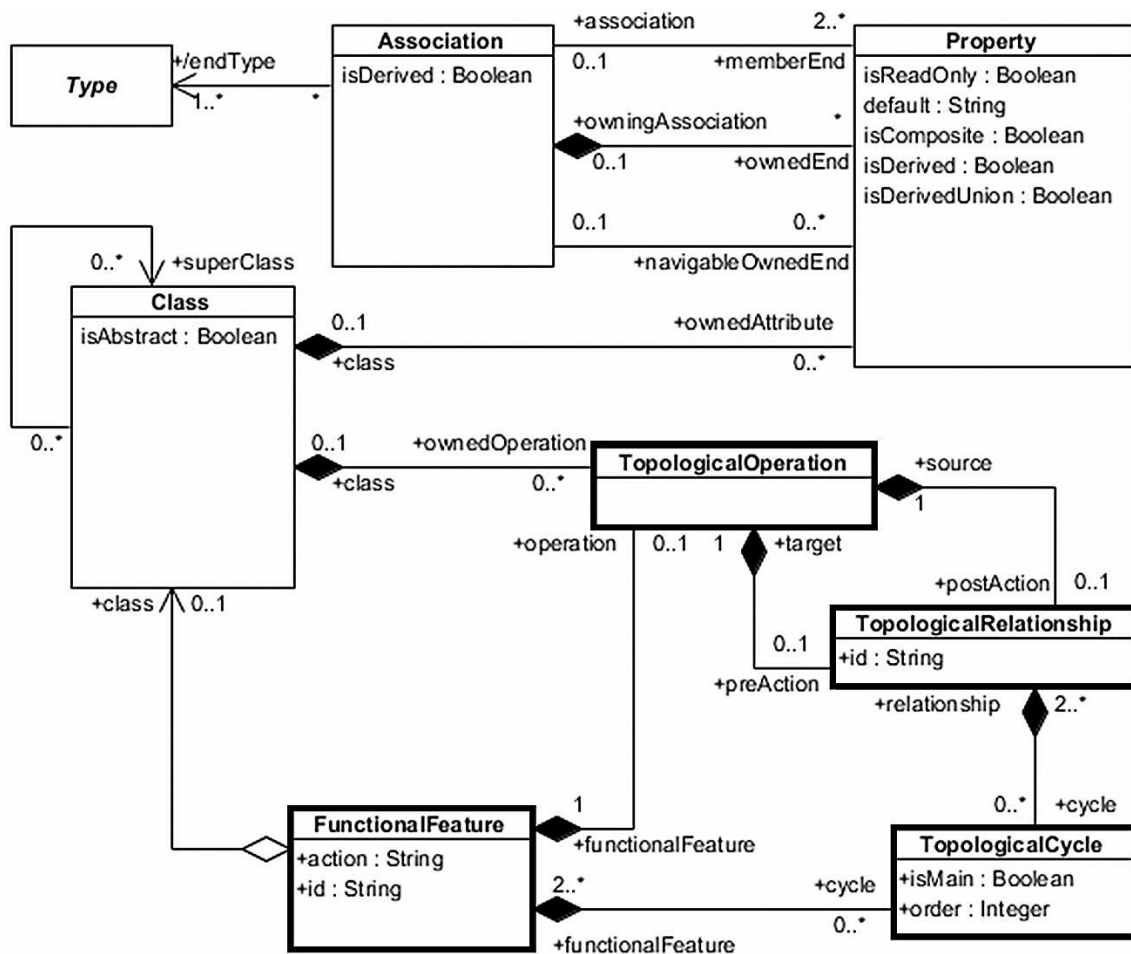 +association
2..*
Association
Property
+/endType
isDerived : Boolean
0..1
+memberEnd
isReadOnly : Boolean
Type
default : String
1..*
*
+owningAssociation
*
isComposite : Boolean
0..1
+ownedEnd
isDerived : Boolean
isDerivedUnion : Boolean
0..1
0..*
0..*
+superClass
+navigableOwnedEnd
Class
isAbstract : Boolean
0..1
+ownedAttribute
+class
0..*
0..*
0..1
+ownedOperation
+class
0..*
TopologicalOperation
+source
1
+operation
0..1
1
+target
+class
0..1
+postAction
0..1
TopologicalRelationship
+id : String
0..1
+preAction
+relationship
2..*
0..*
+cycle
FunctionalFeature
1
+action : String
+functionalFeature
+id : String
TopologicalCycle
+isMain : Boolean
+order : Integer
2..*
+cycle
0..*
+functionalFeature